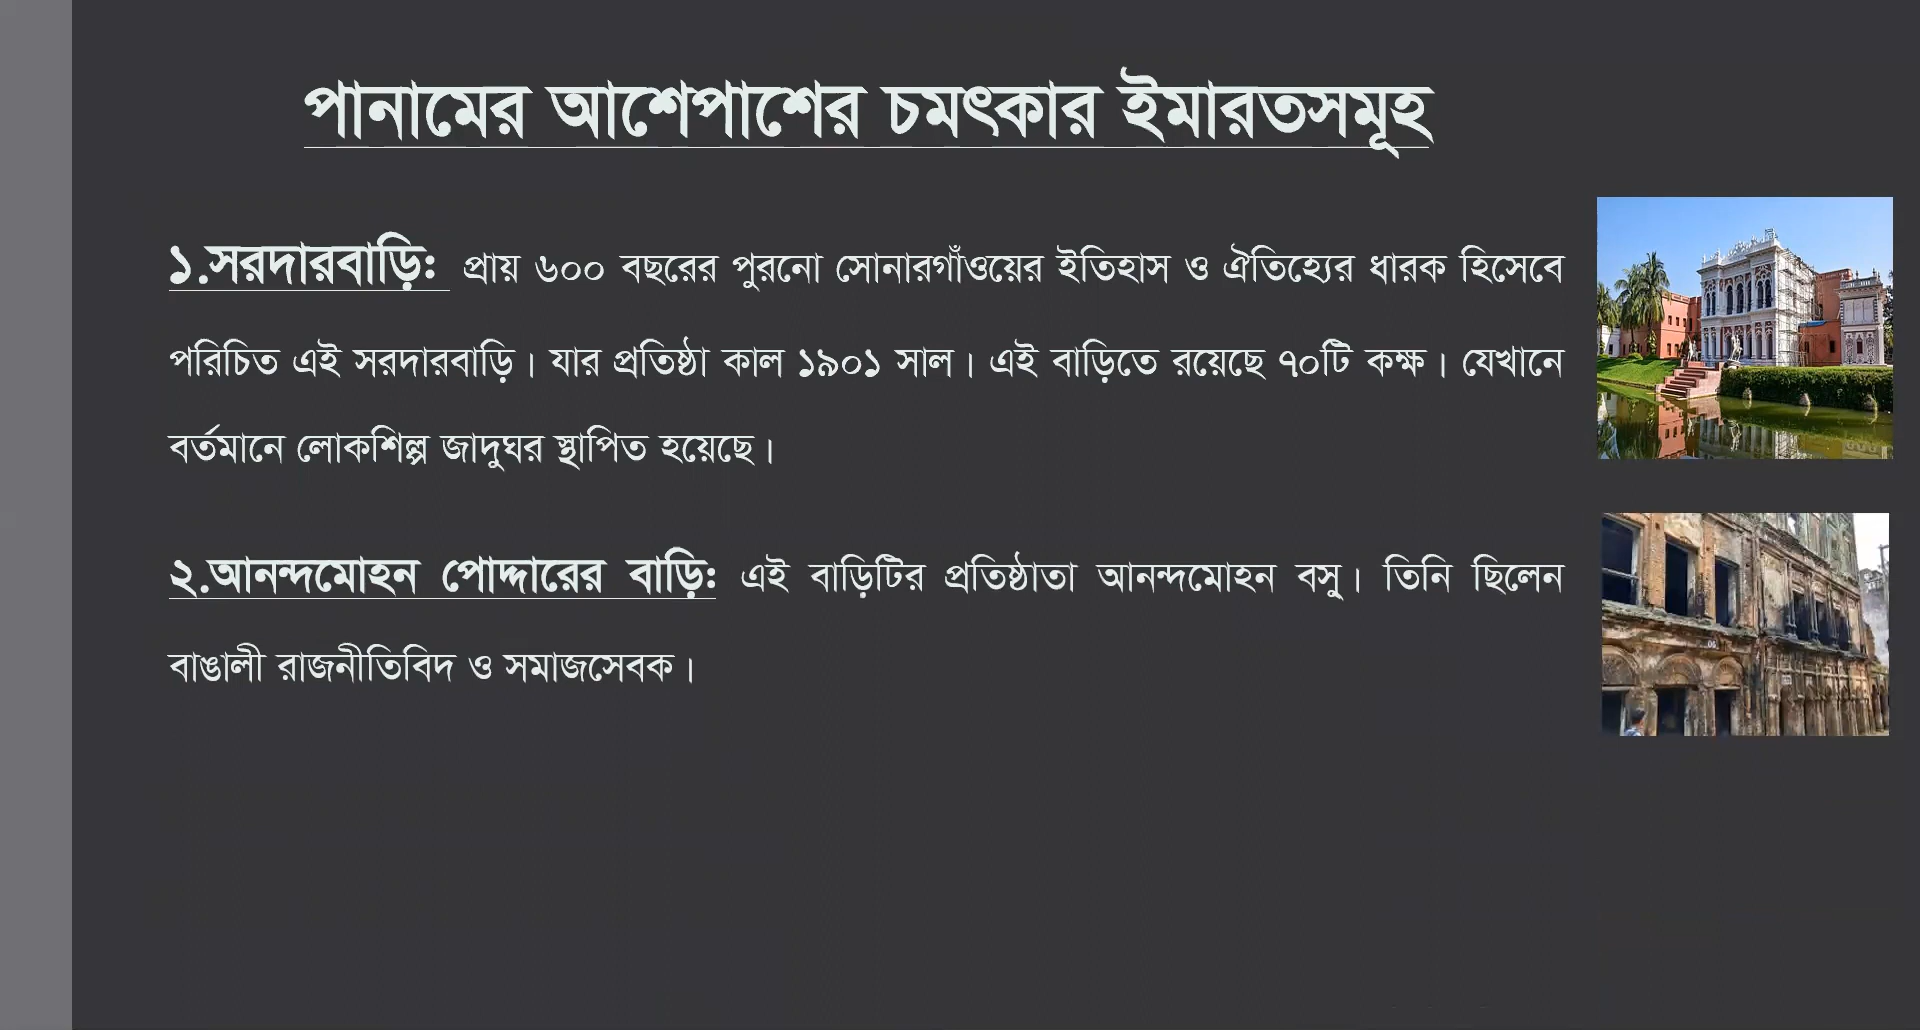 পানামের আশেপাশের চমৎকার ইমারতসমূহ
১.সরদারবাড়ি: প্রায় ৬০০ বছরের পুরনো সোনারগাঁওয়ের ইতিহাস ও ঐতিহ্যের ধারক হিসেবে
পরিচিত এই সরদারবাড়ি। যার প্রতিষ্ঠা কাল ১৯০১ সাল। এই বাড়িতে রয়েছে ৭০টি কক্ষ। যেখানে
বর্তমানে লোকশিল্প জাদুঘর স্থাপিত হয়েছে।
২.আনন্দমোহন পোদ্দারের বাড়ি: এই বাড়িটির প্রতিষ্ঠাতা আনন্দমোহন বসু। তিনি ছিলেন
বাঙালী রাজনীতিবিদ ও সমাজসেবক।